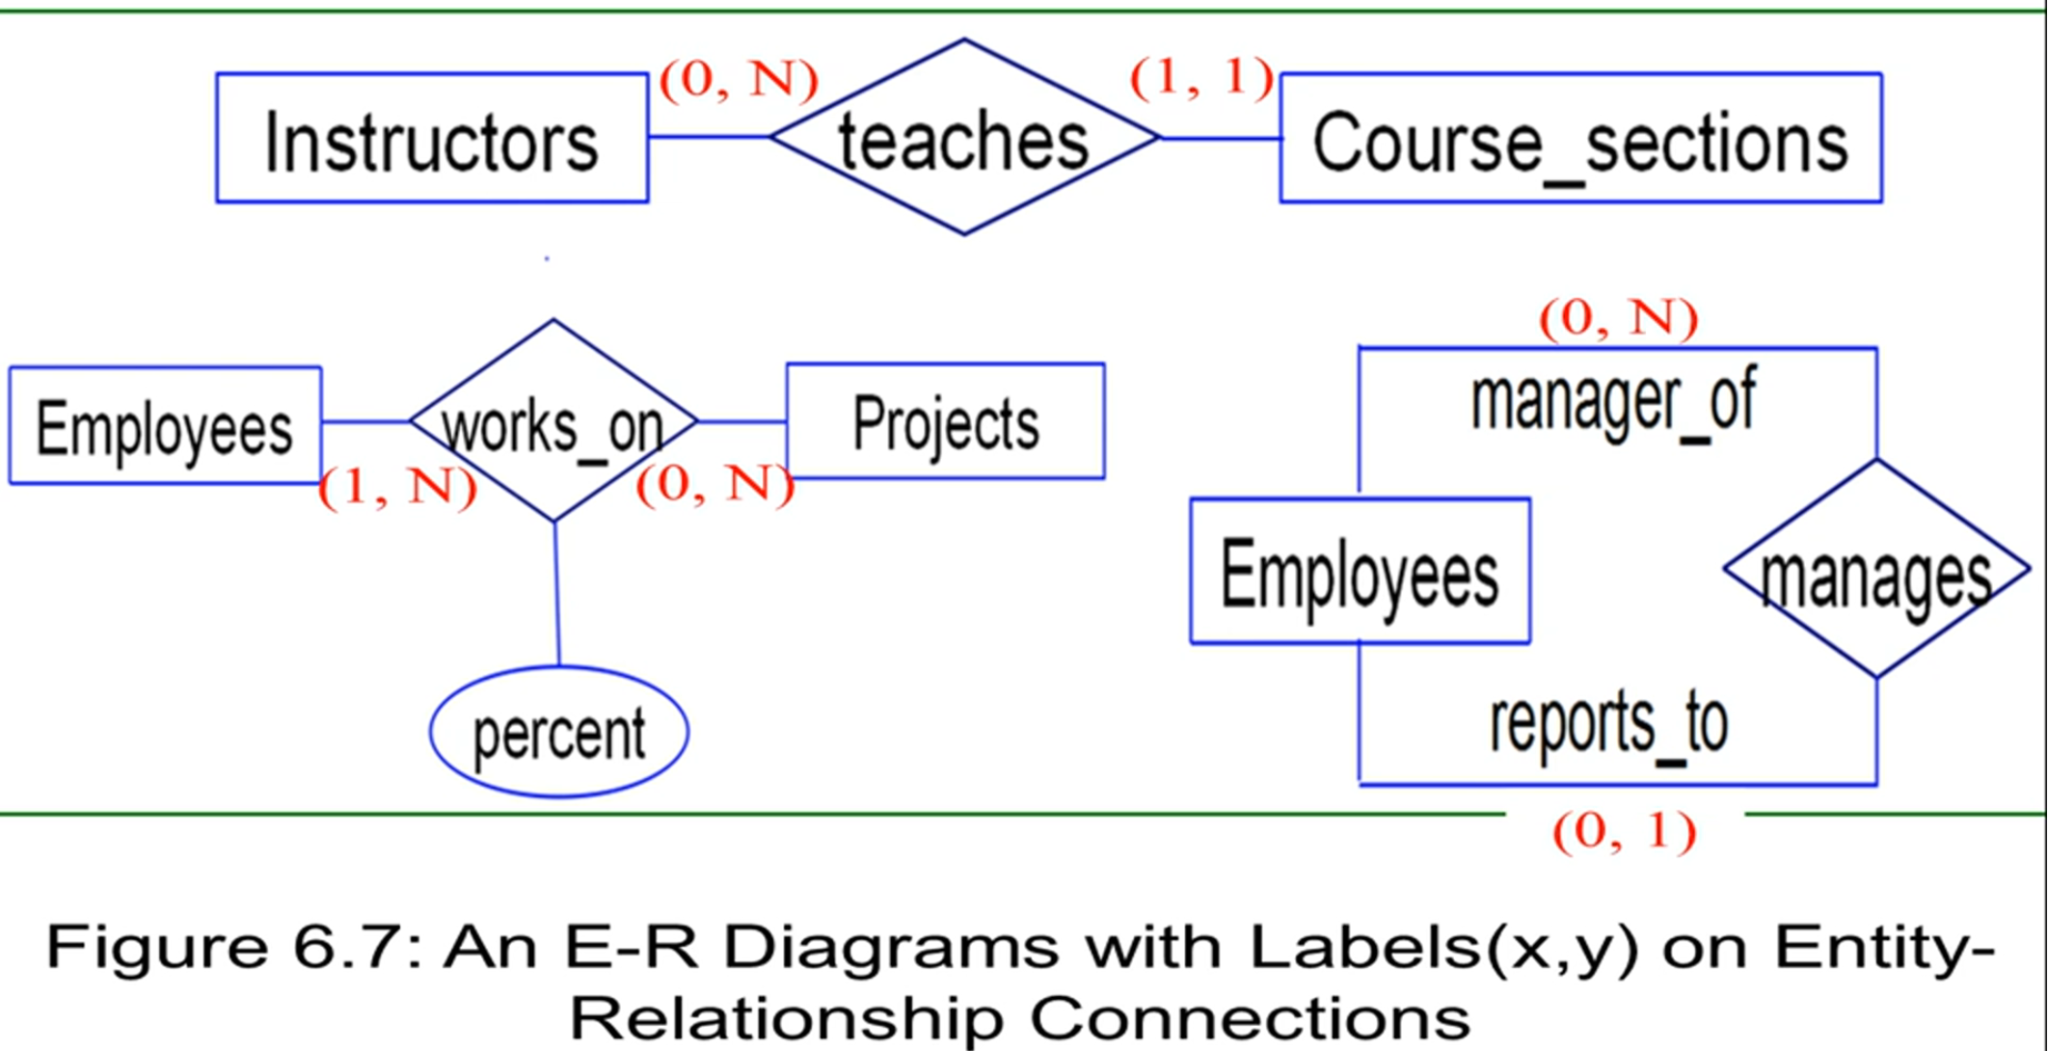 Instructors (0, N) teaches (1, 1) Course_sections
(0, N)
manager_of
Employees works_on Projects
(1, N) (0, N)
Employees manages
percent reports_to
(0, 1)
Figure 6.7: An E-R Diagrams with Labels(x,y) on Entity-
Relationship Connections